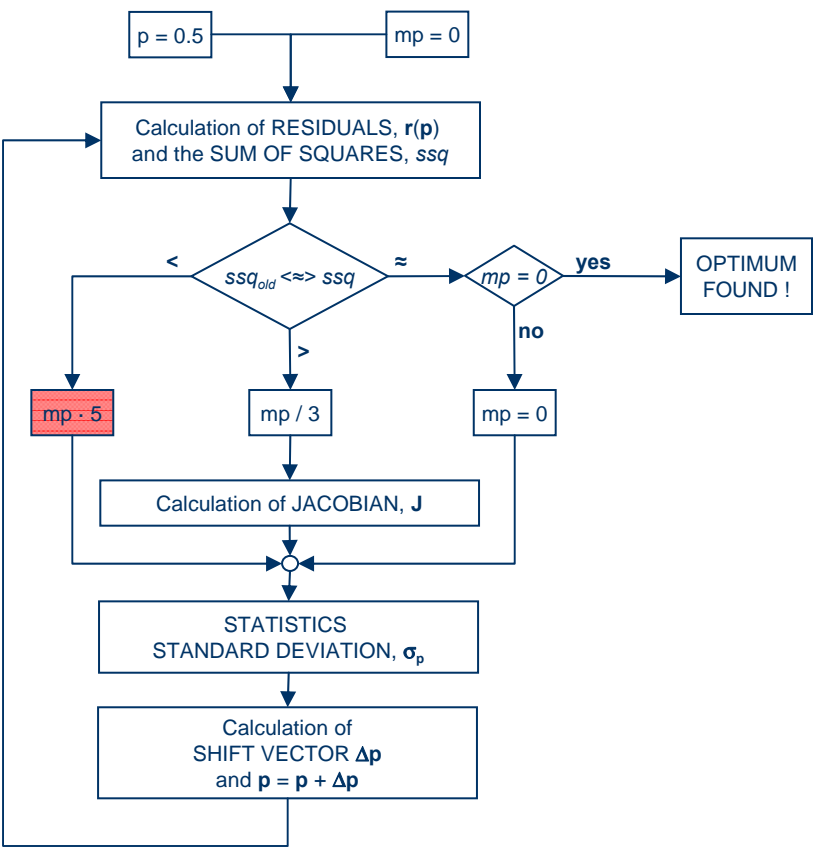 p = 0.5
mp = 0
Calculation of RESIDUALS, r(p)
and the SUM OF SQUARES, ssq
<
ssqold <≈> ssq
≈
mp = 0
yes
OPTIMUM
FOUND !
no
>
mp · 5
mp / 3
mp = 0
Calculation of JACOBIAN, J
STATISTICS
STANDARD DEVIATION, σp
Calculation of
SHIFT VECTOR Δp
and p = p + Δp